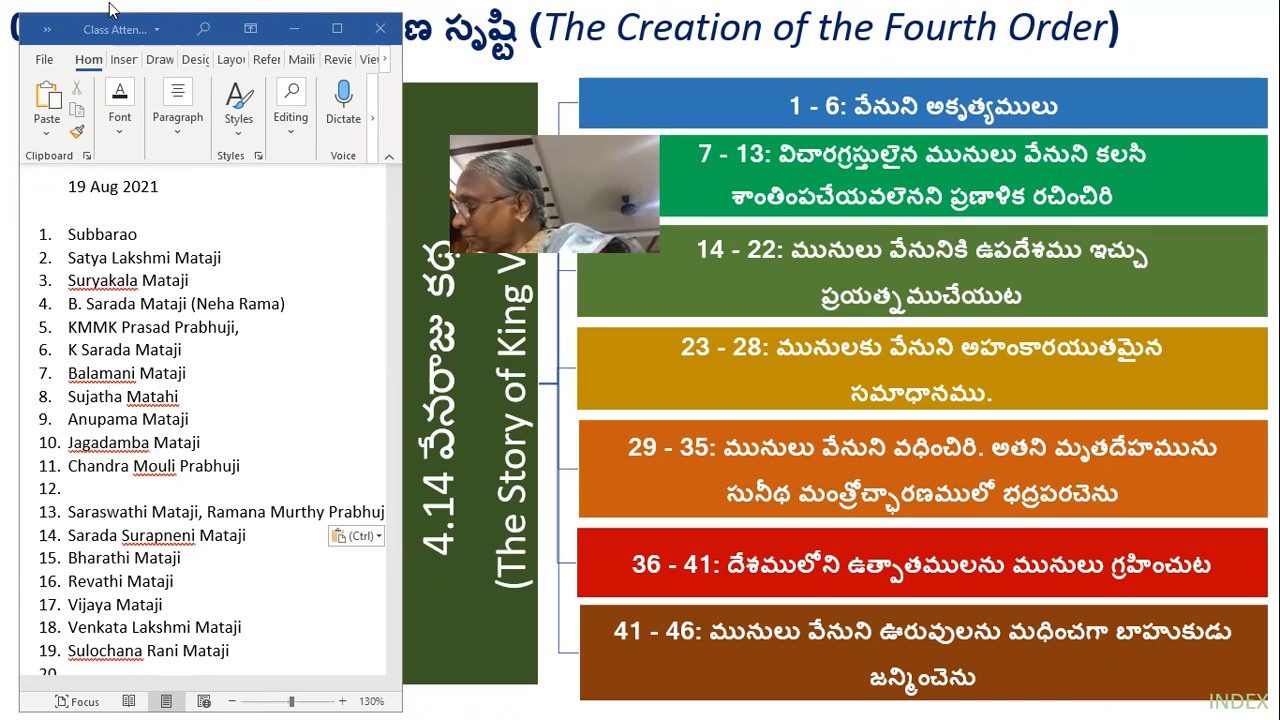 ణ సృష్టి (The Creation of the Fourth Order)
Class Atten...
File Hom Inser Draw Desig Layou Refer Maili Revie View
Paste Font Paragraph Styles Editing Dictate
Clipboard Styles Voice
19 Aug 2021
1. Subbarao
2. Satya Lakshmi Mataji
3. Suryakala Mataji
4. B. Sarada Mataji (Neha Rama)
5. KMMK Prasad Prabhuji,
6. K Sarada Mataji
7. Balamani Mataji
8. Sujatha Matahi
9. Anupama Mataji
10. Jagadamba Mataji
11. Chandra Mouli Prabhuji
12.
13. Saraswathi Mataji, Ramana Murthy Prabhuj
14. Sarada Surapneni Mataji
(Ctrl)
15. Bharathi Mataji
16. Revathi Mataji
17. Vijaya Mataji
18. Venkata Lakshmi Mataji
19. Sulochana Rani Mataji
20
Focus 130%
4.14 వేనరాజు కథ
(The Story of King V
1 - 6: వేనుని అకృత్యములు
7 - 13: విచారగ్రస్తులైన మునులు వేనుని కలసి
శాంతింపచేయవలెనని ప్రణాళిక రచించిరి
14 - 22: మునులు వేనునికి ఉపదేశము ఇచ్చు
ప్రయత్నముచేయుట
23 - 28: మునులకు వేనుని అహంకారయుతమైన
సమాధానము.
29 - 35: మునులు వేనుని వధించిరి. అతని మృతదేహమును
సునీథ మంత్రోచ్ఛారణములో భద్రపరచెను
36 - 41: దేశములోని ఉత్పాతములను మునులు గ్రహించుట
41 - 46: మునులు వేనుని ఊరువులను మధించగా బాహుకుడు
జన్మించెను
INDEX